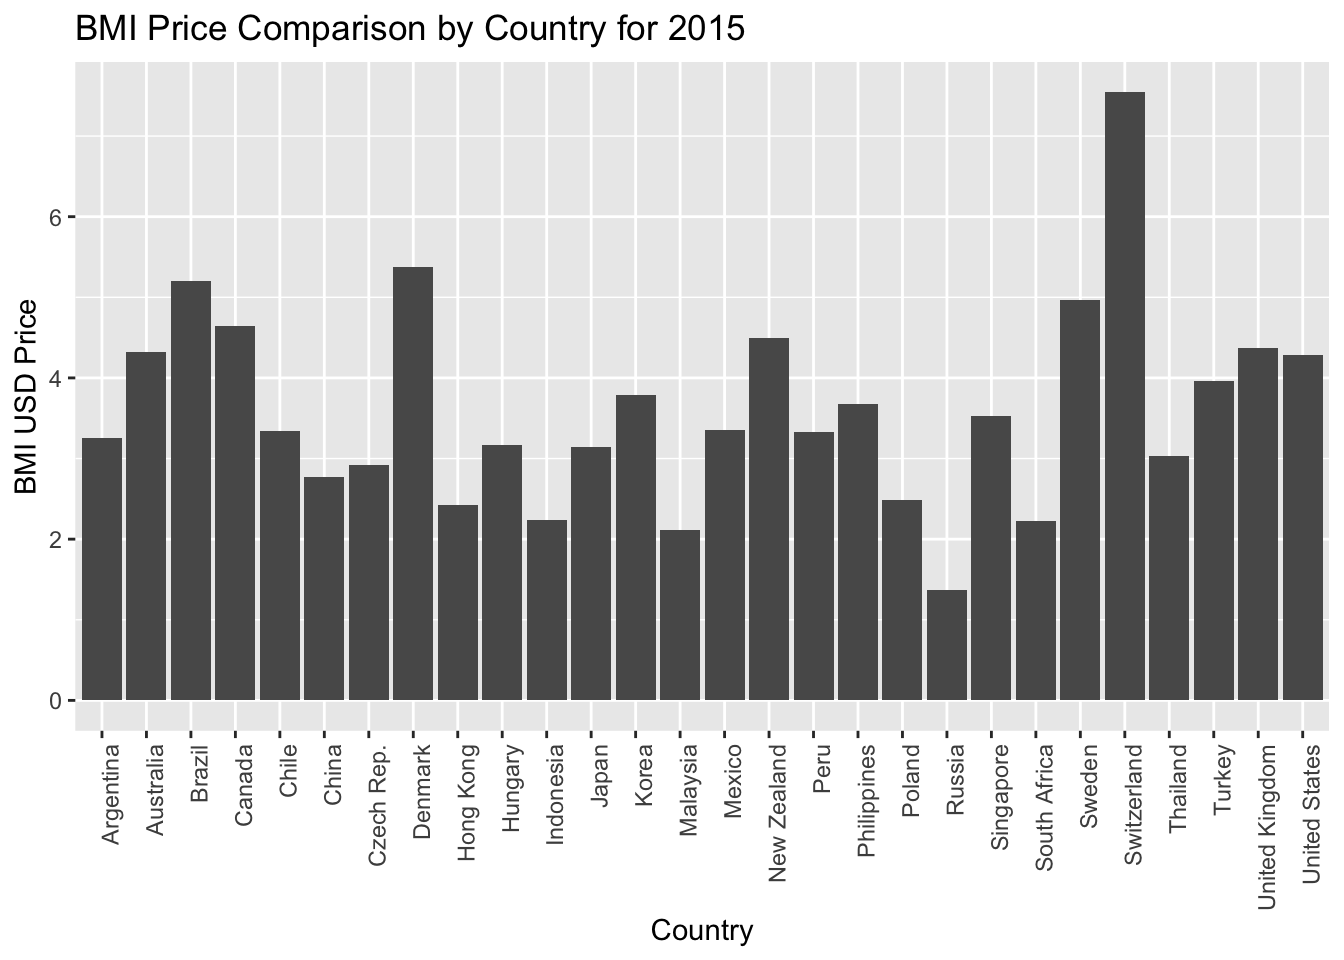 BMI Price Comparison by Country for 2015
BMI USD Price
6
4
2
0
Argentina
Australia
Brazil
Canada
Chile
China
Czech Rep.
Denmark
Hong Kong
Hungary
Indonesia
Japan
Korea
Malaysia
Mexico
New Zealand
Peru
Philippines
Poland
Russia
Singapore
South Africa
Sweden
Switzerland
Thailand
Turkey
United Kingdom
United States
Country